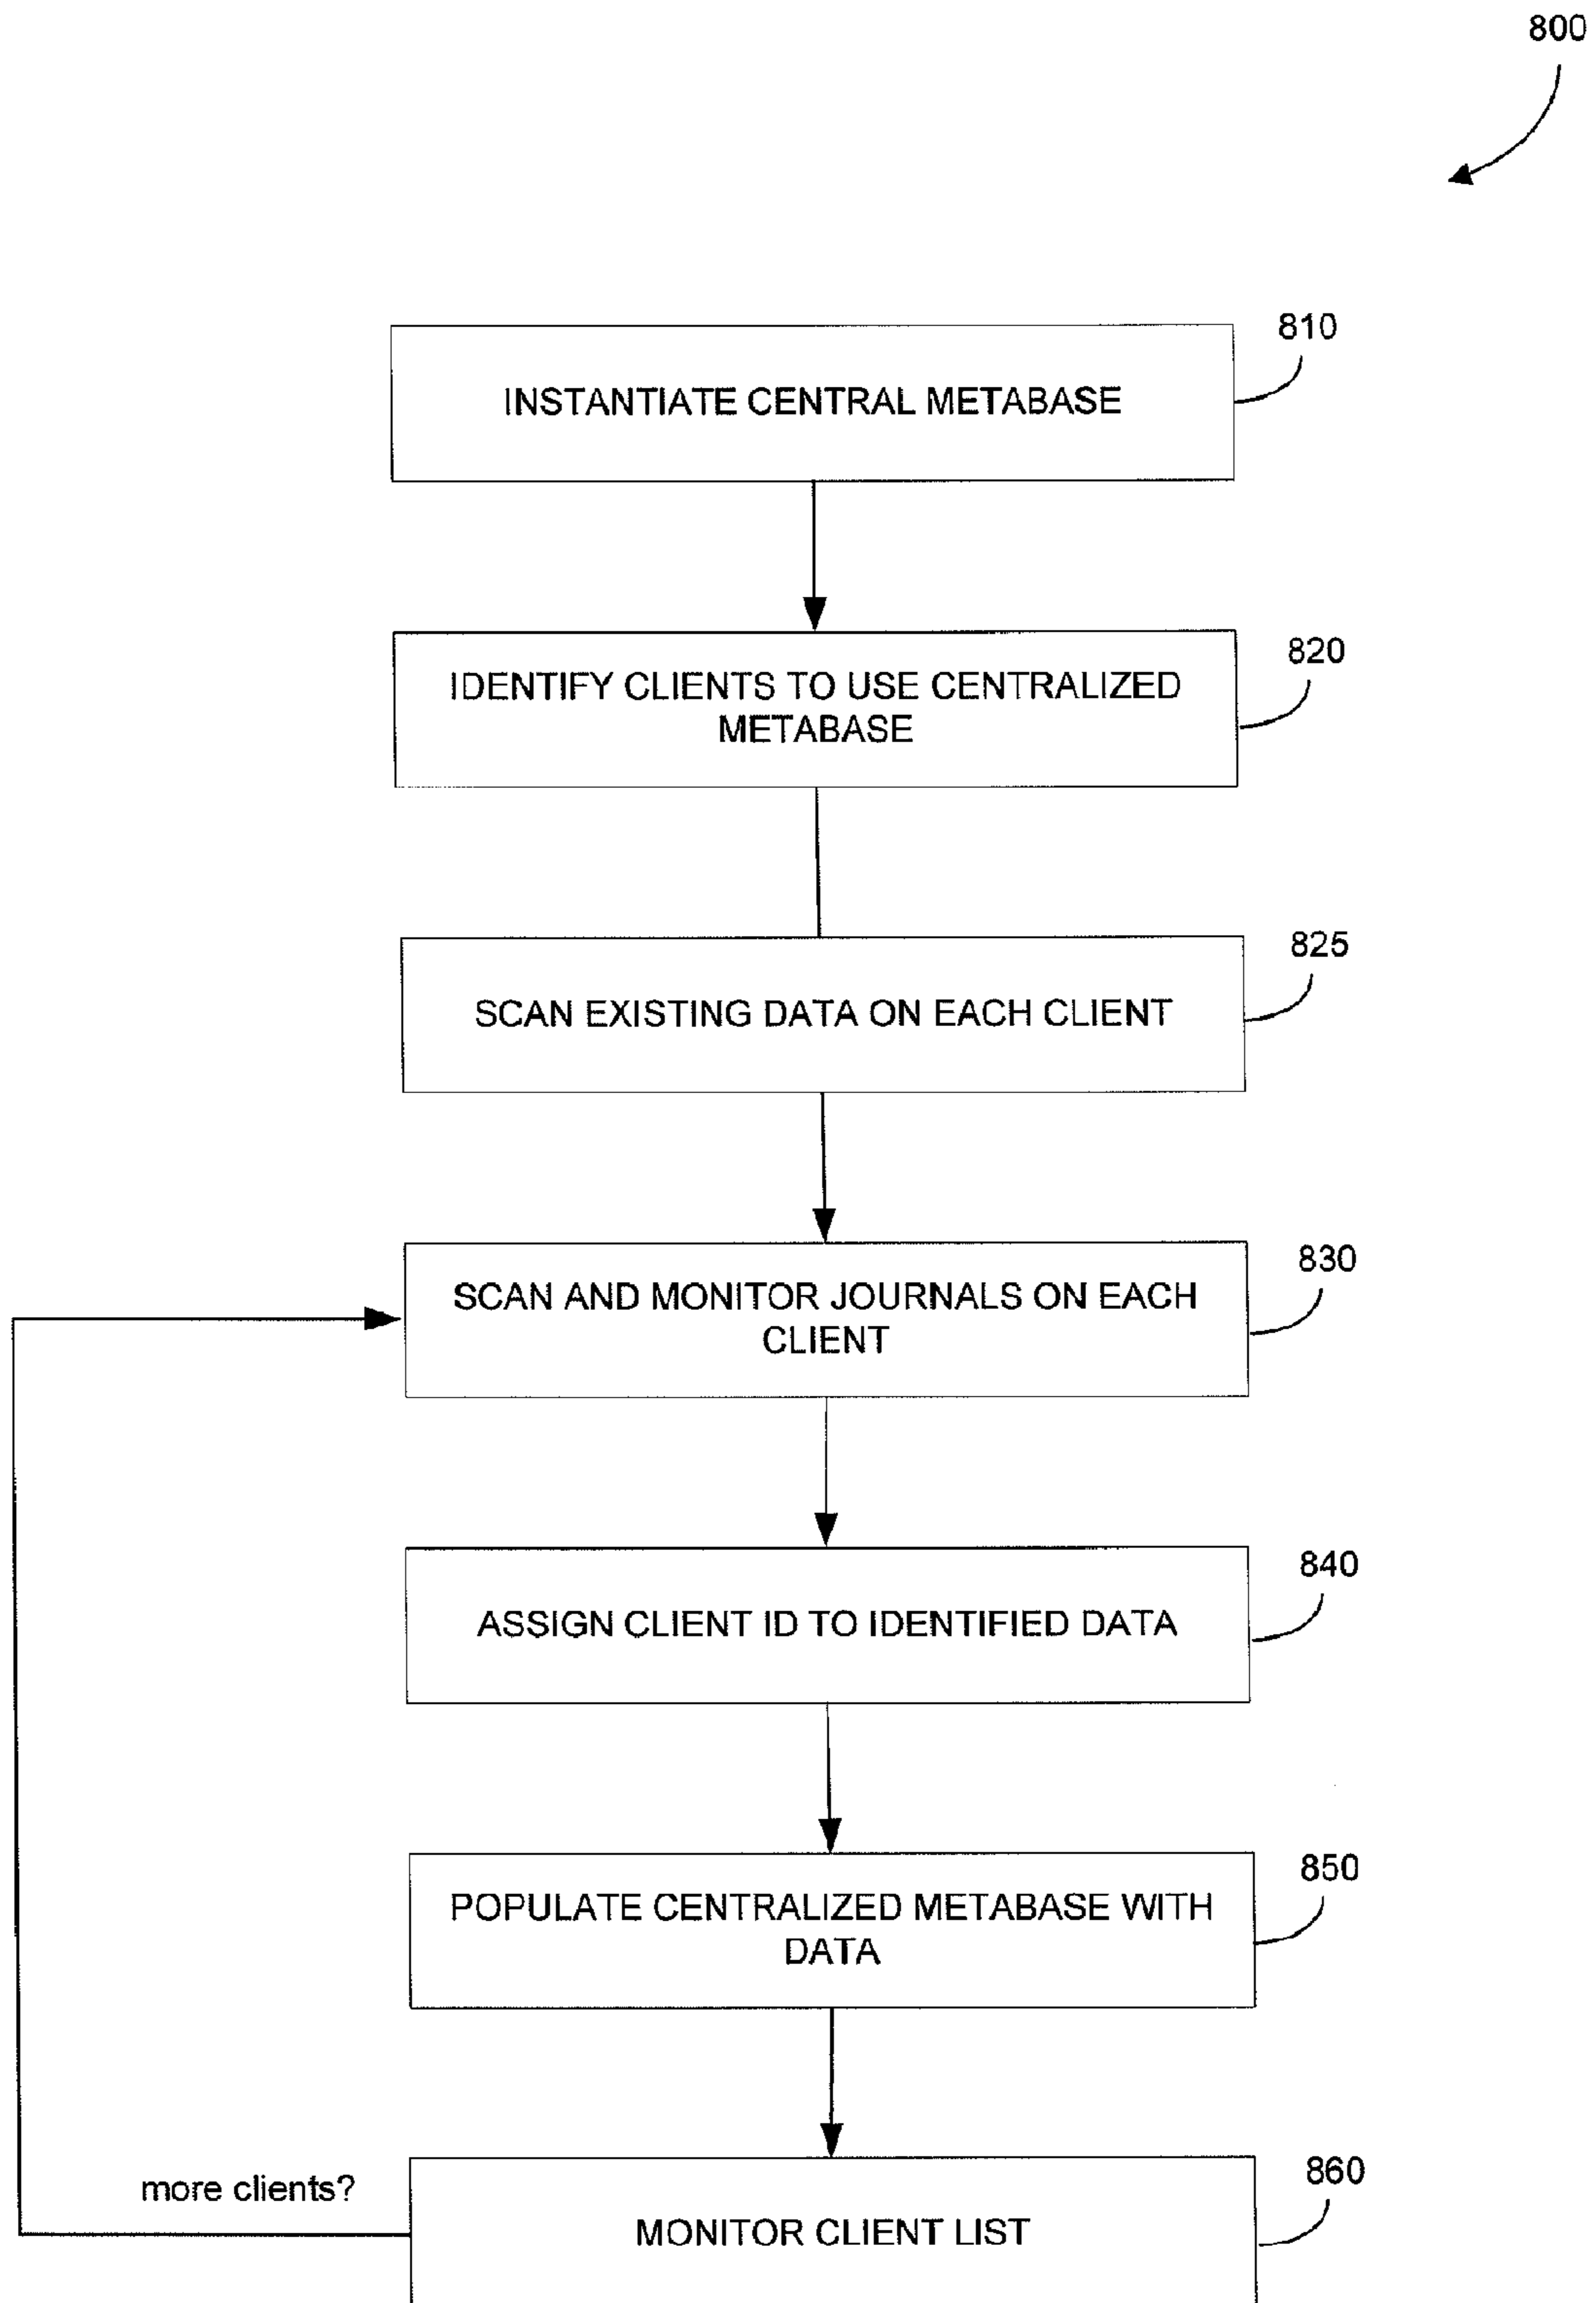 800
810
INSTANTIATE CENTRAL METABASE
820
IDENTIFY CLIENTS TO USE CENTRALIZED
METABASE
825
SCAN EXISTING DATA ON EACH CLIENT
830
SCAN AND MONITOR JOURNALS ON EACH
CLIENT
840
ASSIGN CLIENT ID TO IDENTIFIED DATA
850
POPULATE CENTRALIZED METABASE WITH
DATA
860
more clients?
MONITOR CLIENT LIST